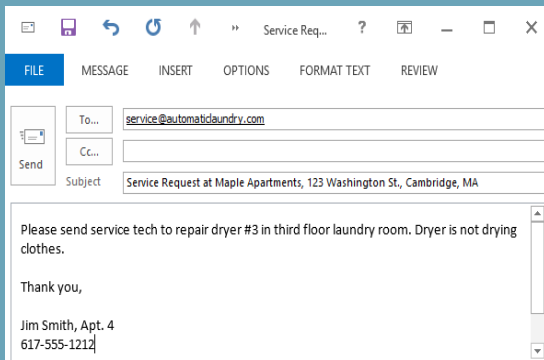 Service Req... ?
FILE MESSAGE INSERT OPTIONS FORMAT TEXT REVIEW
To... service@automaticlaundry.com
Cc...
Send
Subject Service Request at Maple Apartments, 123 Washington St., Cambridge, MA
Please send service tech to repair dryer #3 in third floor laundry room. Dryer is not drying
clothes.
Thank you,
Jim Smith, Apt. 4
617-555-1212